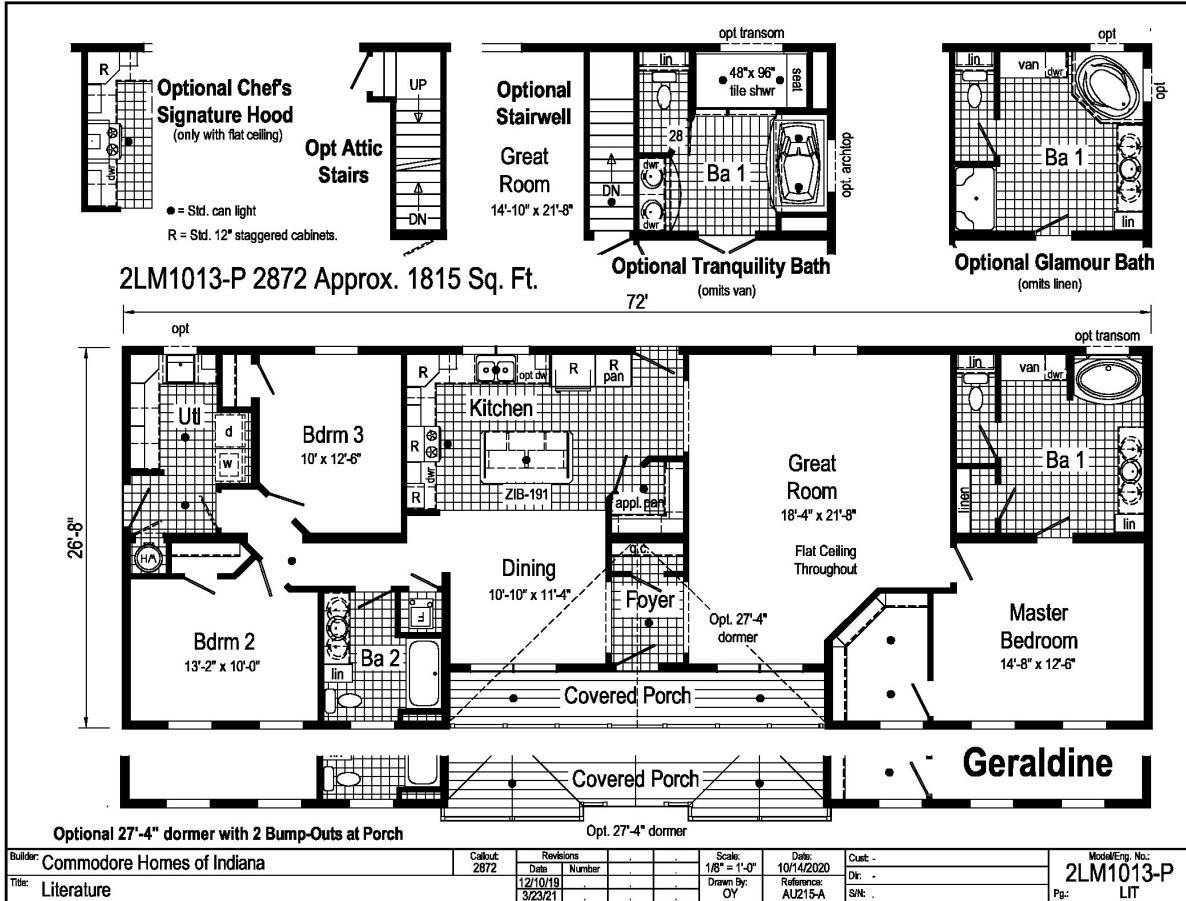 R
Optional Chef's
Signature Hood
(only with flat ceiling)
dwr
● = Std. can light
R = Std. 12" staggered cabinets.
Opt Attic
Stairs
UP
DN
Optional
Stairwell
Great
Room
14'-10" x 21'-8"
DN
opt transom
lin
48" x 96"
tile shwr
seat
28
dwr
dwr
Ba 1
opt. archtop
Optional Tranquility Bath
(omits van)
opt
lin
van
dwr
opt
Ba 1
lin
Optional Glamour Bath
(omits linen)
2LM1013-P 2872 Approx. 1815 Sq. Ft.
72'
26'-8"
opt
Utl
d
w
H/W
Bdrm 3
10' x 12'-6"
R
opt dw
R
R
pan
Kitchen
R
dwr
R
ZIB-191
appl. pan
Great
Room
18'-4" x 21'-8"
Flat Ceiling
Throughout
opt transom
lin
van
dwr
Ba 1
linen
lin
Bdrm 2
13'-2" x 10'-0"
Ba 2
lin
Dining
10'-10" x 11'-4"
g.c.
Foyer
Opt. 27'-4"
dormer
Master
Bedroom
14'-8" x 12'-6"
Covered Porch
Covered Porch
Geraldine
Optional 27'-4" dormer with 2 Bump-Outs at Porch
Opt. 27'-4" dormer
Builder: Commodore Homes of Indiana
Title: Literature
Callout:
2872
Revisions
Date Number
12/10/19
3/23/21
Scale:
1/8" = 1'-0"
Drawn By:
OY
Date:
10/14/2020
Reference:
AU215-A
Cust: -
Dir: -
S/N: .
Model/Eng. No.:
2LM1013-P
Pg.: LIT